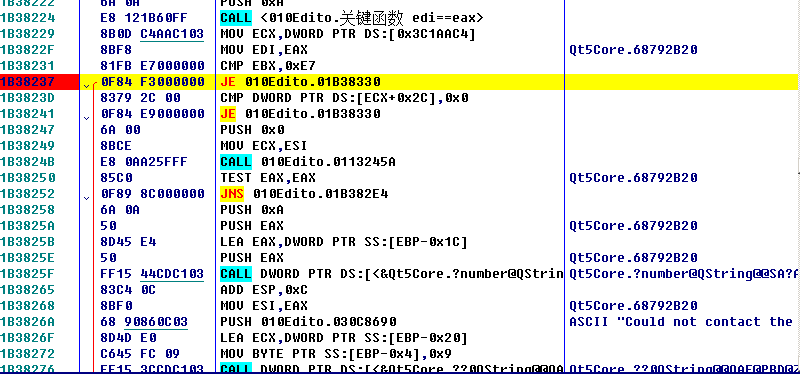 1B38222 6A 0A PUSH 0xA
1B38224 E8 121B60FF CALL <010Edito.关键函数 edi==eax>
1B38229 8B0D C4AAC103 MOV ECX,DWORD PTR DS:[0x3C1AAC4]
1B3822F 8BF8 MOV EDI,EAX Qt5Core.68792B20
1B38231 81FB E7000000 CMP EBX,0xE7
1B38237 0F84 F3000000 JE 010Edito.01B38330
1B3823D 8379 2C 00 CMP DWORD PTR DS:[ECX+0x2C],0x0
1B38241 0F84 E9000000 JE 010Edito.01B38330
1B38247 6A 00 PUSH 0x0
1B38249 8BCE MOV ECX,ESI
1B3824B E8 0AA25FFF CALL 010Edito.0113245A
1B38250 85C0 TEST EAX,EAX Qt5Core.68792B20
1B38252 0F89 8C000000 JNS 010Edito.01B382E4
1B38258 6A 0A PUSH 0xA
1B3825A 50 PUSH EAX Qt5Core.68792B20
1B3825B 8D45 E4 LEA EAX,DWORD PTR SS:[EBP-0x1C]
1B3825E 50 PUSH EAX Qt5Core.68792B20
1B3825F FF15 44CDC103 CALL DWORD PTR DS:[<&Qt5Core.?number@QStrin Qt5Core.?number@QString@@SA?A
1B38265 83C4 0C ADD ESP,0xC
1B38268 8BF0 MOV ESI,EAX Qt5Core.68792B20
1B3826A 68 90860C03 PUSH 010Edito.030C8690 ASCII "Could not contact the
1B3826F 8D4D E0 LEA ECX,DWORD PTR SS:[EBP-0x20]
1B38272 C645 FC 09 MOV BYTE PTR SS:[EBP-0x4],0x9
1B38276 FF15 3CCDC103 CALL DWORD PTR DS:[<&Qt5Core.??0QString@@QA Qt5Core.??0QString@@QAE@PBD@Z